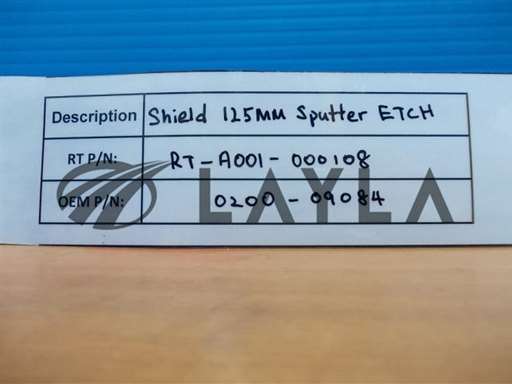 Description Shield 125MM Sputter ETCH
RT P/N: RT-A001-000108
OEM P/N: 0200-09084
LAYLA